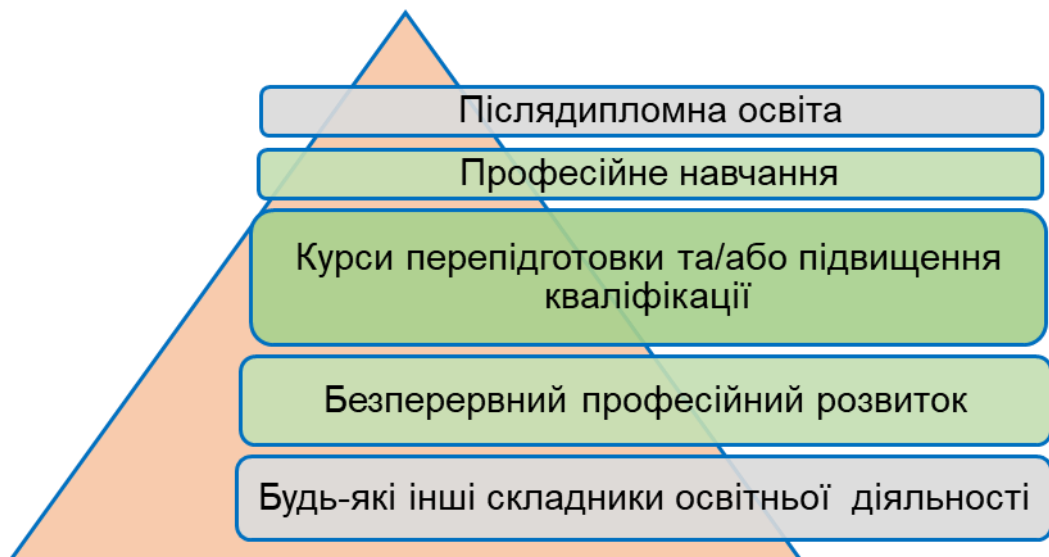 Післядипломна освіта
Професійне навчання
Курси перепідготовки та/або підвищення
кваліфікації
Безперервний професійний розвиток
Будь-які інші складники освітньої діяльності